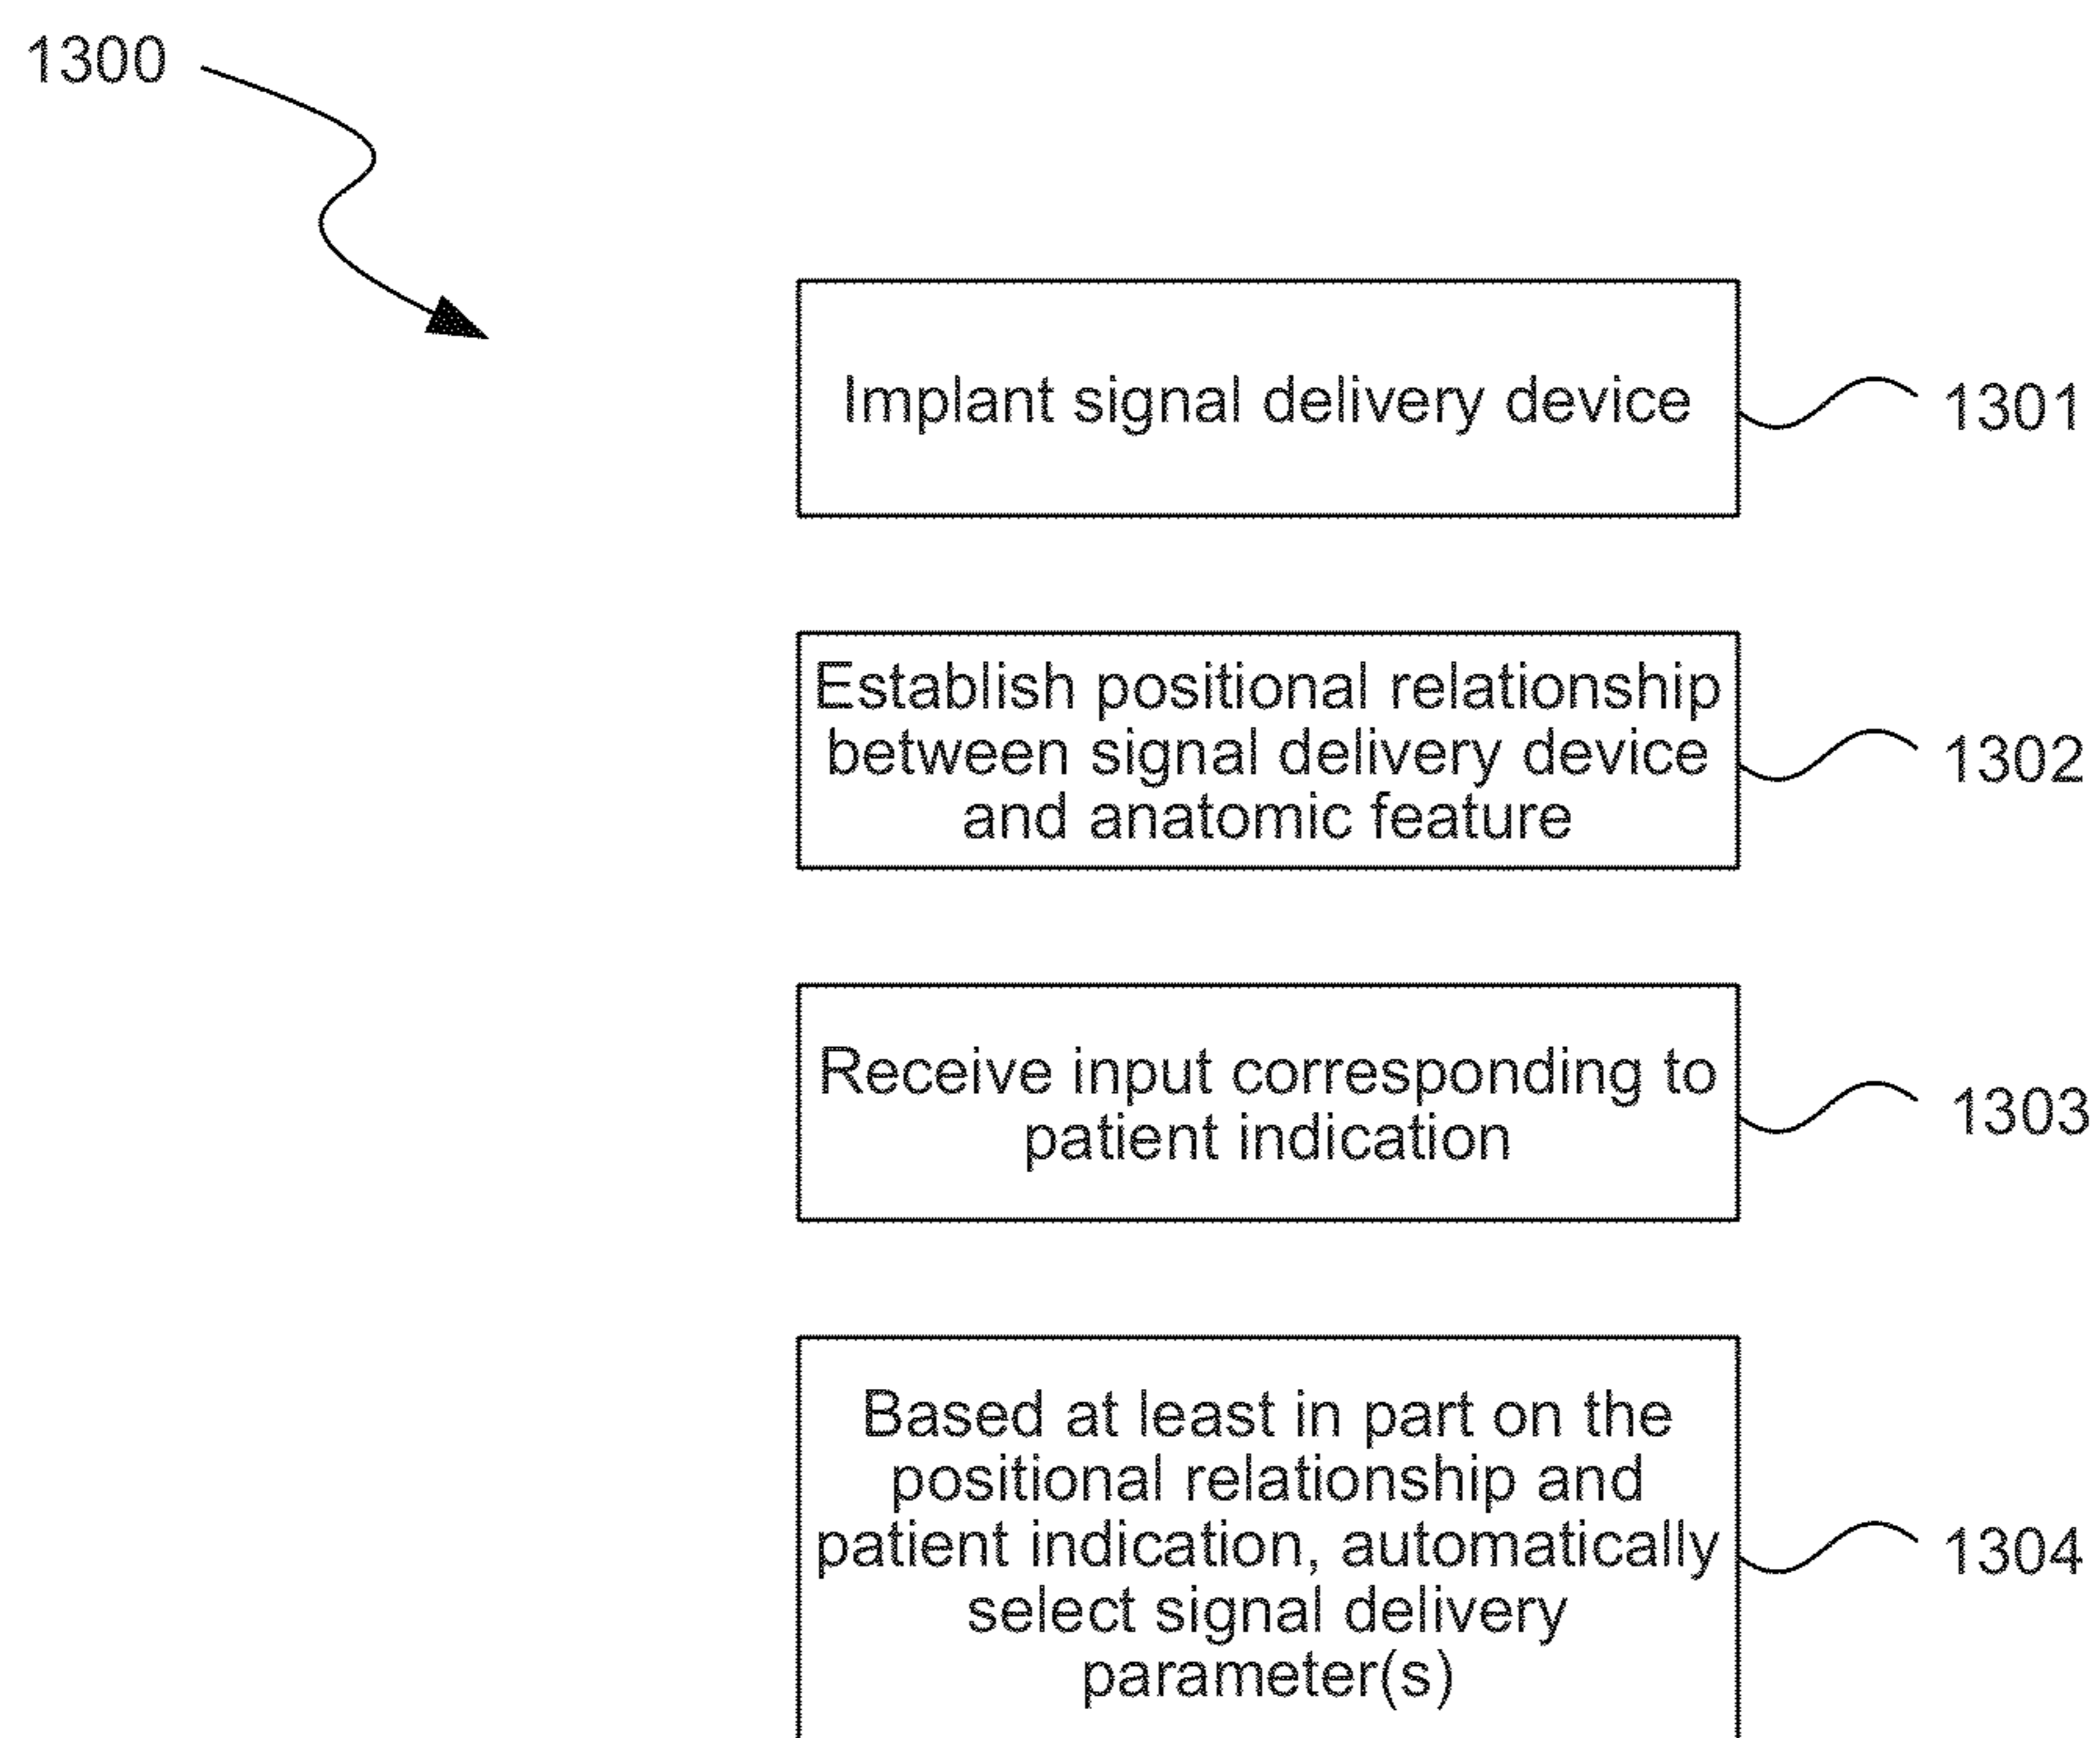 1300
Implant signal delivery device
1301
Establish positional relationship
between signal delivery device
and anatomic feature
1302
Receive input corresponding to
patient indication
1303
Based at least in part on the
positional relationship and
patient indication, automatically
select signal delivery
parameter(s)
1304